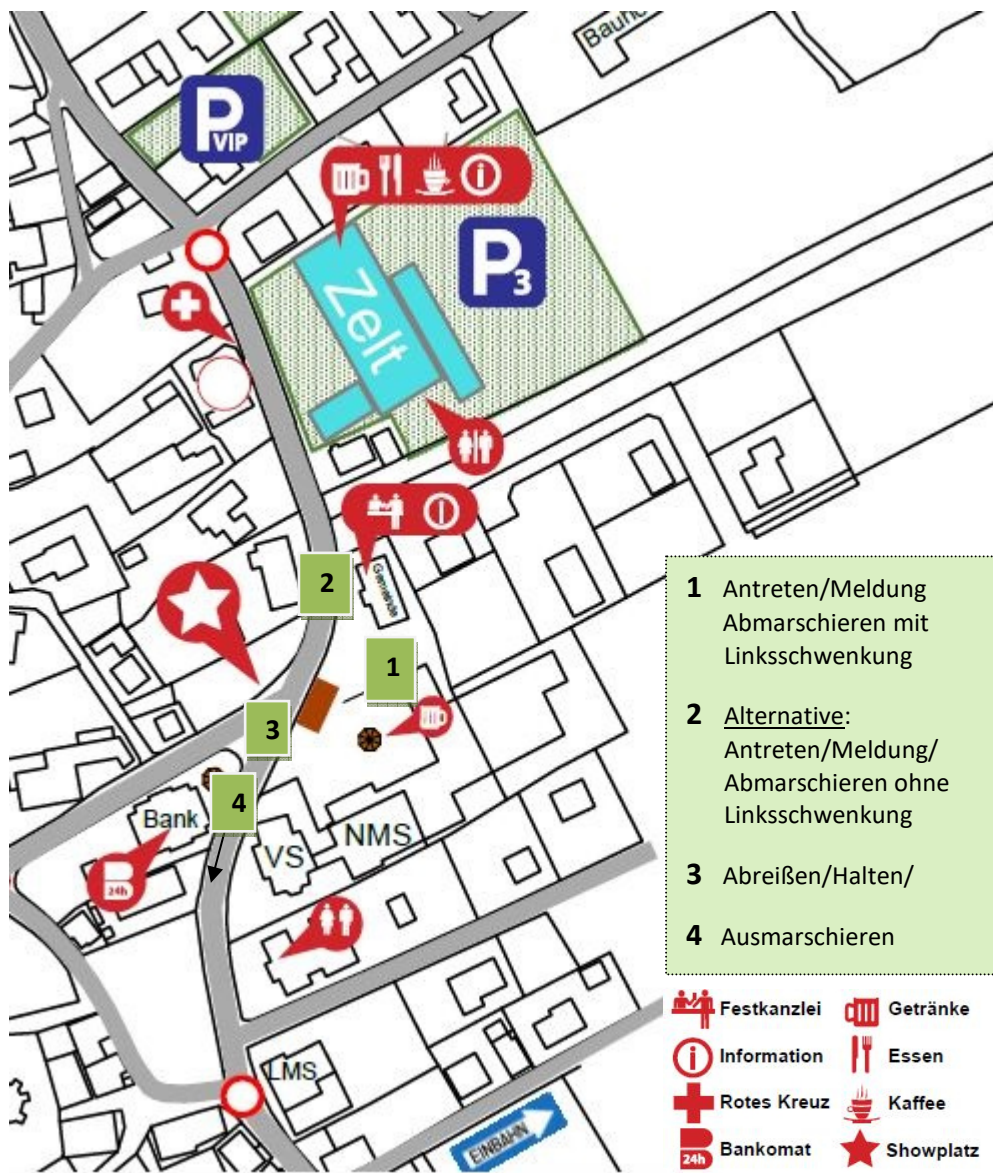 Bauho
P
VIP
P3
Zelt
Gemeinde
2
1
3
4
Bank
24h
VS
NMS
LMS
EINBAHN
1 Antreten/Meldung
Abmarschieren mit
Linksschwenkung
2 Alternative:
Antreten/Meldung/
Abmarschieren ohne
Linksschwenkung
3 Abreißen/Halten/
4 Ausmarschieren
Festkanzlei
Getränke
Information
Essen
Rotes Kreuz
Kaffee
24h
Bankomat
Showplatz